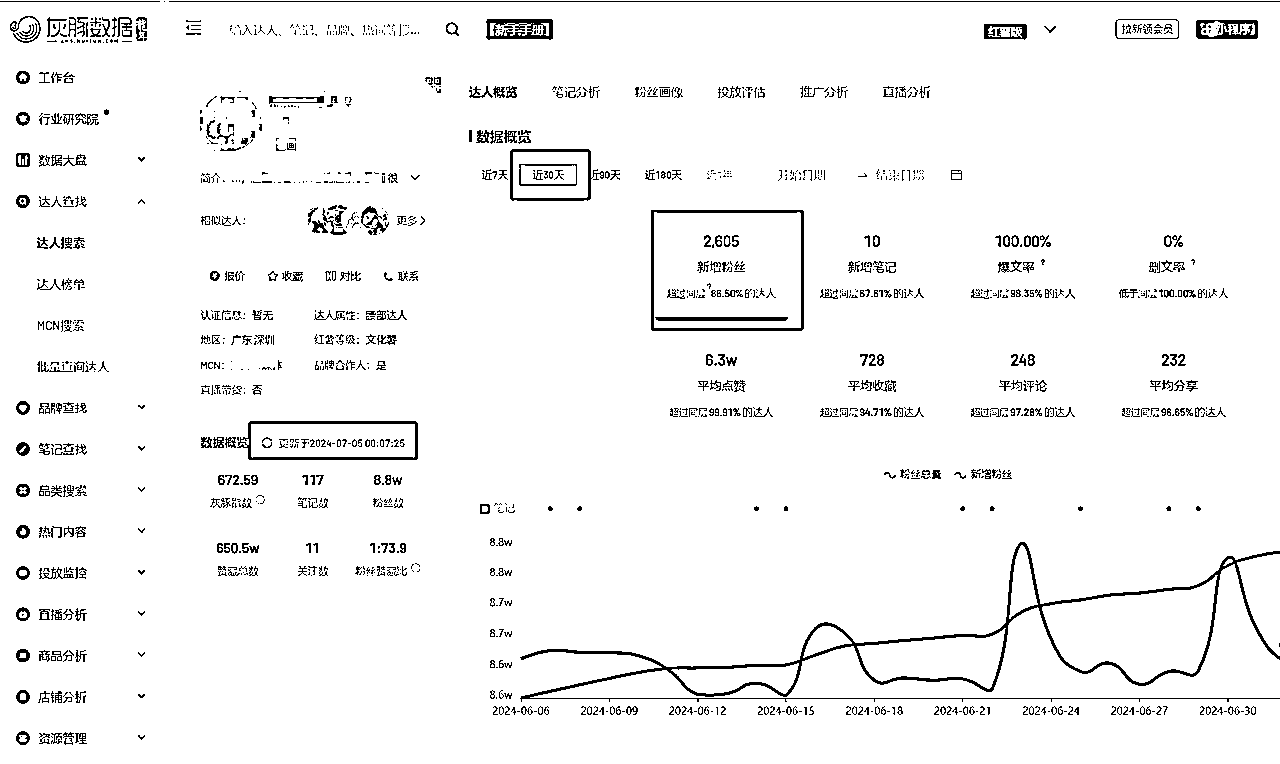 灰豚数据
新手手册
红薯版
拉新领会员
小程序
工作台
行业研究院
数据大盘
达人查找
达人搜索
达人榜单
MCN搜索
批量查询达人
品牌查找
笔记查找
品类搜索
热门内容
投放监控
直播分析
商品分析
店铺分析
资源管理
简介:
相似达人:
更多
报价 收藏 对比 联系
认证信息: 暂无 达人属性: 腰部达人
地区: 广东深圳 红薯等级: 文化薯
MCN: 品牌合作人: 是
直播带货: 否
数据概览 更新于2024-07-05 00:07:25
672.59 117 8.8w
灰豚指数 笔记数 粉丝数
650.5w 11 1:73.9
赞藏总数 关注数 粉丝赞藏比
达人概览 笔记分析 粉丝画像 投放评估 推广分析 直播分析
数据概览
近7天 近30天 近90天 近180天 近1年 开始日期 → 结束日期
2,605 10 100.00% 0%
新增粉丝 新增笔记 爆文率 ? 删文率 ?
超过同层 86.50%的达人 超过同层67.61%的达人 超过同层98.35%的达人 低于同层100.00%的达人
6.3w 728 248 232
平均点赞 平均收藏 平均评论 平均分享
超过同层99.91%的达人 超过同层94.71%的达人 超过同层97.28%的达人 超过同层98.65%的达人
粉丝总量 新增粉丝
笔记
8.8w
8.8w
8.7w
8.7w
8.6w
8.6w
2024-06-06 2024-06-09 2024-06-12 2024-06-15 2024-06-18 2024-06-21 2024-06-24 2024-06-27 2024-06-30